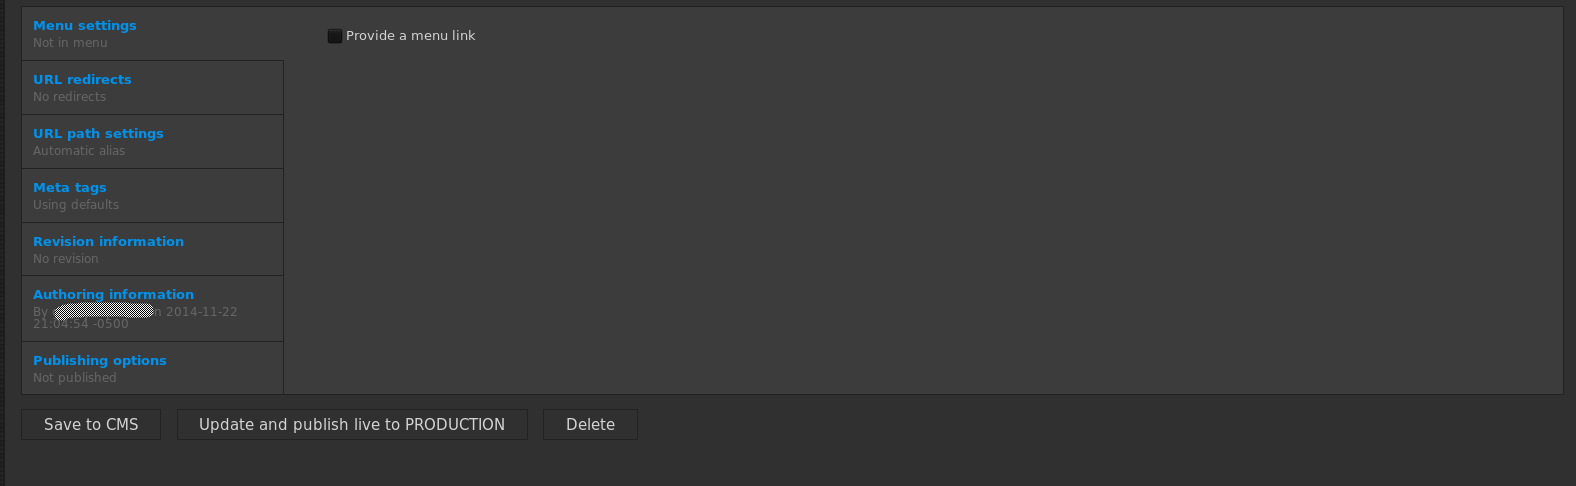 Menu settings
Not in menu
Provide a menu link
URL redirects
No redirects
URL path settings
Automatic alias
Meta tags
Using defaults
Revision information
No revision
Authoring information
By 2014-11-22
21:04:54 -0500
Publishing options
Not published
Save to CMS
Update and publish live to PRODUCTION
Delete